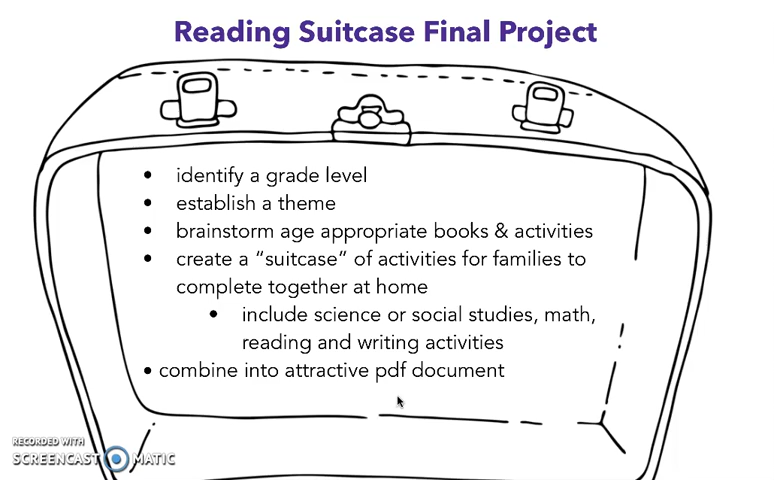 Reading Suitcase Final Project
• identify a grade level
• establish a theme
• brainstorm age appropriate books & activities
• create a “suitcase” of activities for families to
complete together at home
• include science or social studies, math,
reading and writing activities
• combine into attractive pdf document
RECORDED WITH
SCREENCAST MATIC